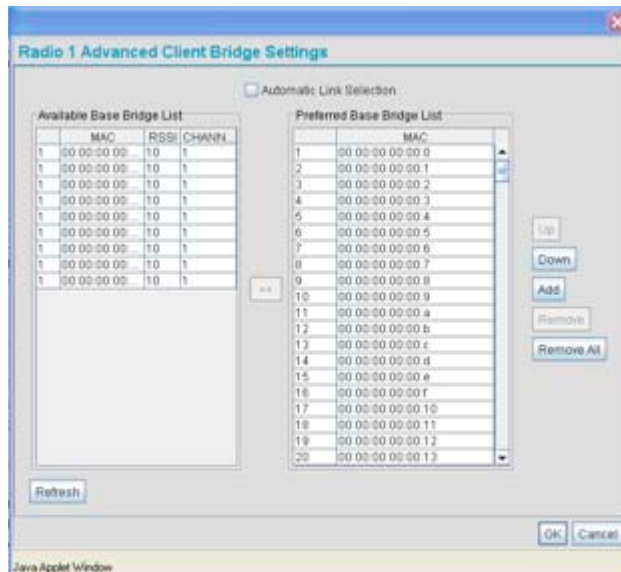 Radio 1 Advanced Client Bridge Settings
Automatic Link Selection
Available Base Bridge List
MAC RSSI CHANN...
1 00:00:00:00:... 10 1
1 00:00:00:00:... 10 1
1 00:00:00:00:... 10 1
1 00:00:00:00:... 10 1
1 00:00:00:00:... 10 1
1 00:00:00:00:... 10 1
1 00:00:00:00:... 10 1
1 00:00:00:00:... 10 1
1 00:00:00:00:... 10 1
Refresh
Preferred Base Bridge List
MAC
1 00:00:00:00:00:0
2 00:00:00:00:00:1
3 00:00:00:00:00:2
4 00:00:00:00:00:3
5 00:00:00:00:00:4
6 00:00:00:00:00:5
7 00:00:00:00:00:6
8 00:00:00:00:00:7
9 00:00:00:00:00:8
10 00:00:00:00:00:9
11 00:00:00:00:00:a
12 00:00:00:00:00:b
13 00:00:00:00:00:c
14 00:00:00:00:00:d
15 00:00:00:00:00:e
16 00:00:00:00:00:f
17 00:00:00:00:00:10
18 00:00:00:00:00:11
19 00:00:00:00:00:12
20 00:00:00:00:00:13
Up
Down
Add
Remove
Remove All
OK Cancel
Java Applet Window